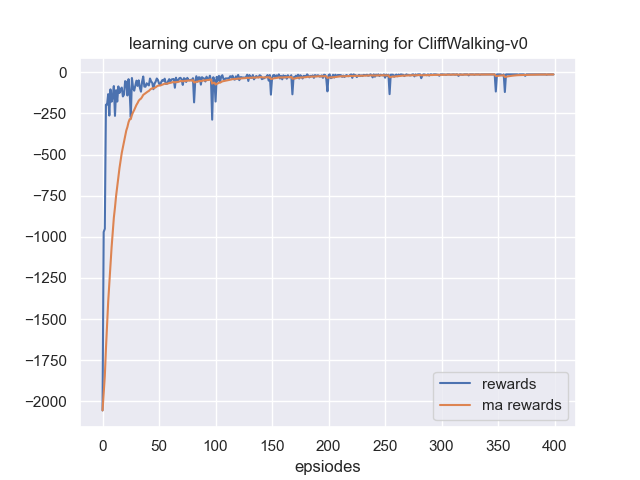 learning curve on cpu of Q-learning for CliffWalking-v0
0
−250
−500
−750
−1000
−1250
−1500
−1750
−2000
0 50 100 150 200 250 300 350 400
epsiodes
rewards
ma rewards